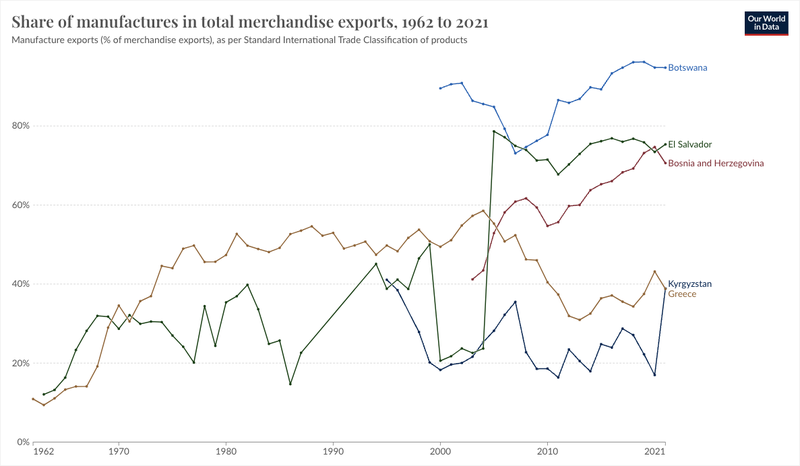 Share of manufactures in total merchandise exports, 1962 to 2021
Manufacture exports (% of merchandise exports), as per Standard International Trade Classification of products
Our World
in Data
Botswana
80%
El Salvador
Bosnia and Herzegovina
60%
40%
Kyrgyzstan
Greece
20%
0%
1962 1970 1980 1990 2000 2010 2021